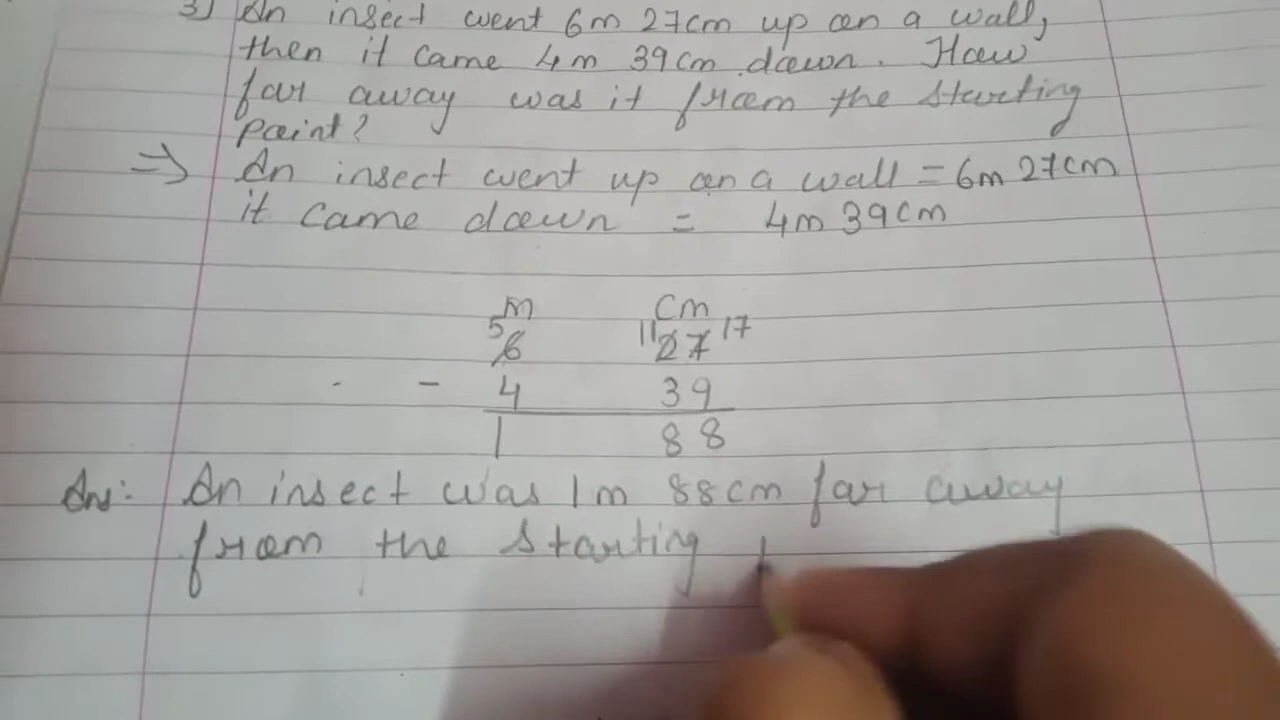 3) An insect went 6m 27cm up on a wall,
then it came 4m 39cm down. How
far away was it from the starting
point?
⇒ An insect went up on a wall = 6m 27cm
it came down = 4m 39cm
M Cm
5 11 17
6 27
- 4 39
1 88
Ans: An insect was 1m 88cm far away
from the starting